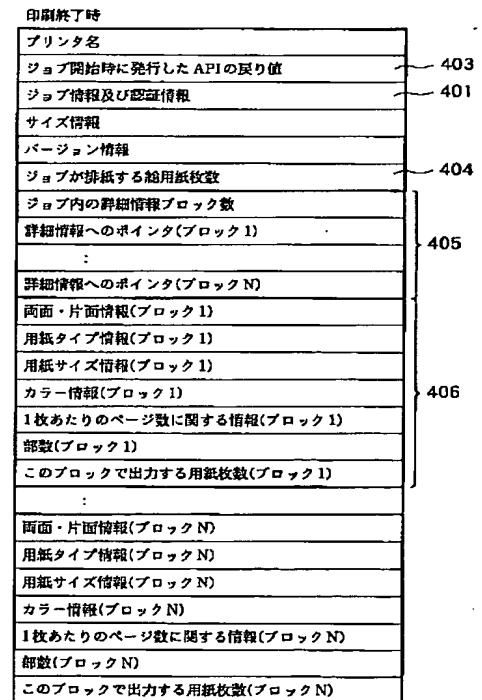 印刷終了時
プリンタ名
ジョブ開始時に発行したAPIの戻り値
403
ジョブ情報及び認証情報
401
サイズ情報
バージョン情報
ジョブが排紙する総用紙枚数
404
ジョブ内の詳細情報ブロック数
詳細情報へのポインタ(ブロック1)
:
405
詳細情報へのポインタ(ブロックN)
両面・片面情報(ブロック1)
用紙タイプ情報(ブロック1)
用紙サイズ情報(ブロック1)
カラー情報(ブロック1)
406
1枚あたりのページ数に関する情報(ブロック1)
部数(ブロック1)
このブロックで出力する用紙枚数(ブロック1)
:
両面・片面情報(ブロックN)
用紙タイプ情報(ブロックN)
用紙サイズ情報(ブロックN)
カラー情報(ブロックN)
1枚あたりのページ数に関する情報(ブロックN)
部数(ブロックN)
このブロックで出力する用紙枚数(ブロックN)